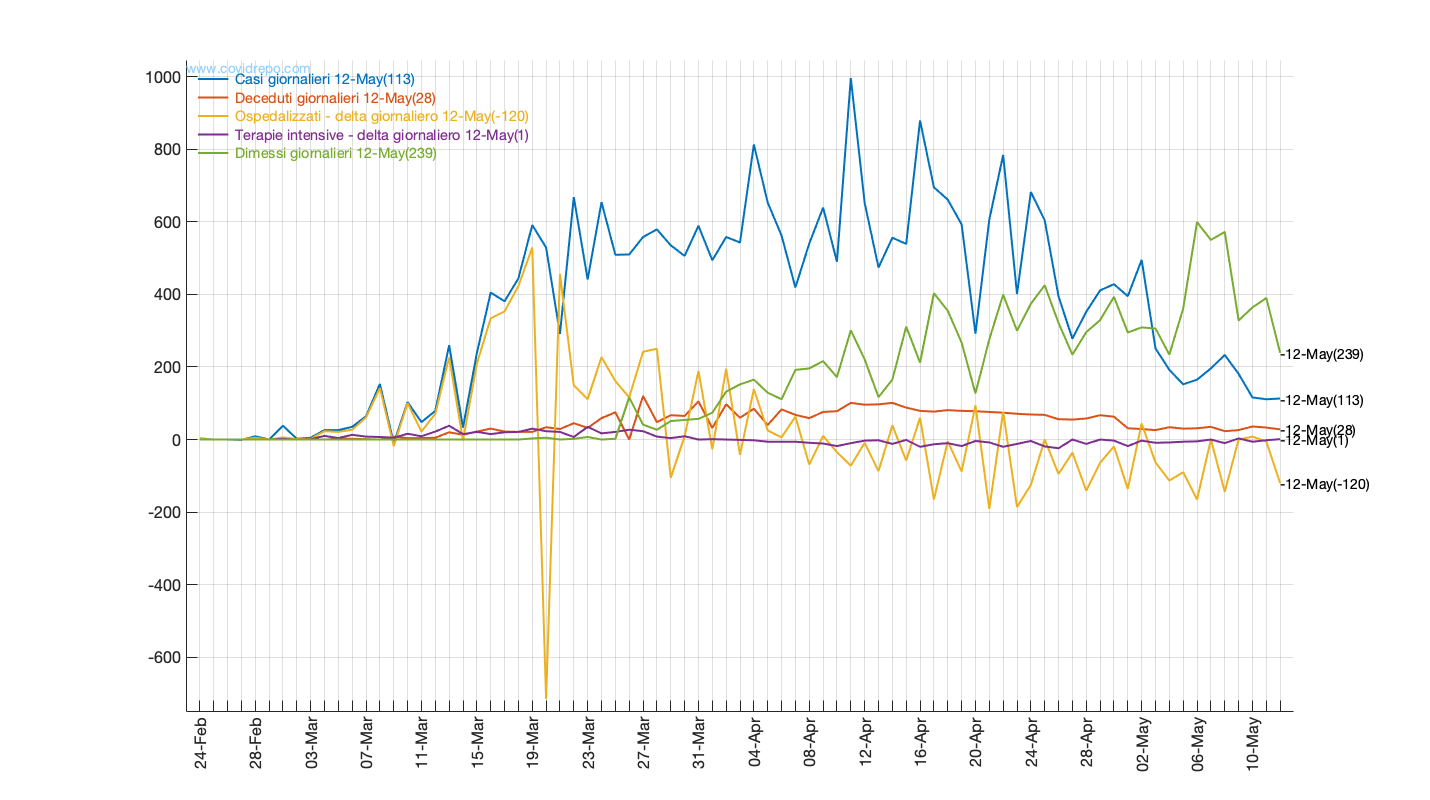 www.covidrepo.com
Casi giornalieri 12-May(113)
Deceduti giornalieri 12-May(28)
Ospedalizzati - delta giornaliero 12-May(-120)
Terapie intensive - delta giornaliero 12-May(1)
Dimessi giornalieri 12-May(239)
1000
800
600
400
200
0
-200
-400
-600
12-May(239)
12-May(113)
12-May(28)
12-May(1)
12-May(-120)
24-Feb
28-Feb
03-Mar
07-Mar
11-Mar
15-Mar
19-Mar
23-Mar
27-Mar
31-Mar
04-Apr
08-Apr
12-Apr
16-Apr
20-Apr
24-Apr
28-Apr
02-May
06-May
10-May